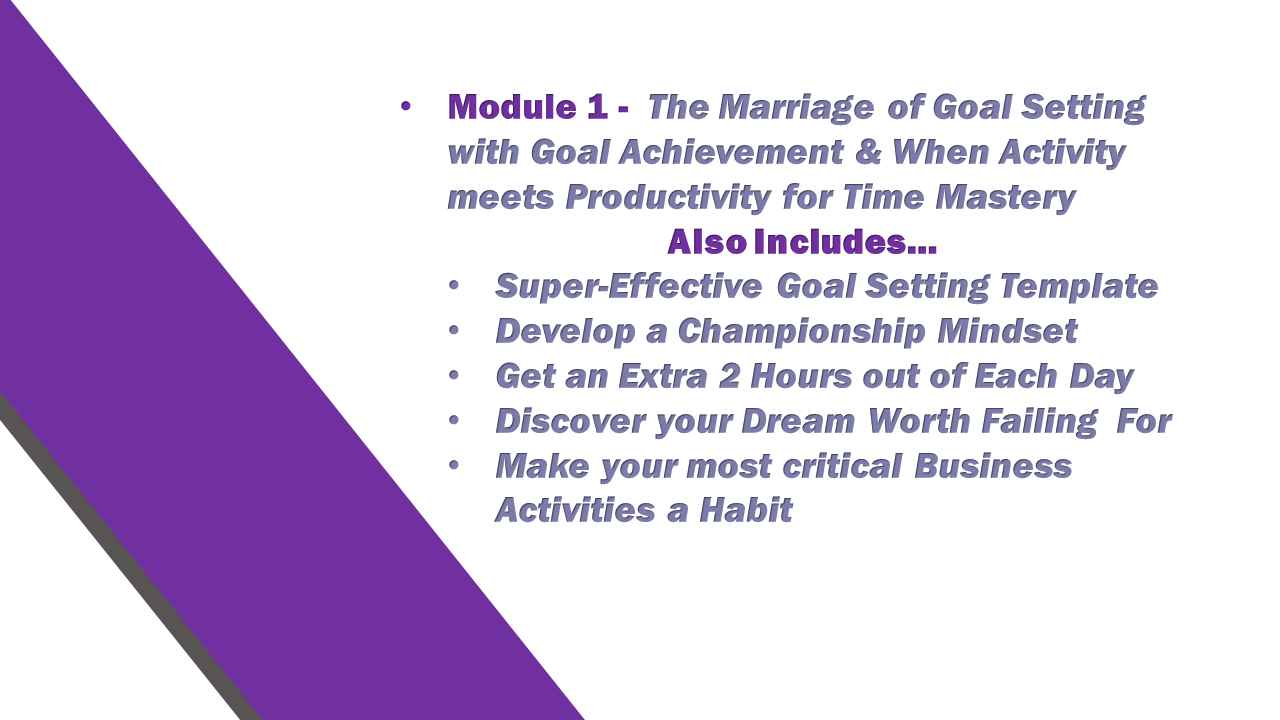 • Module 1 - The Marriage of Goal Setting
with Goal Achievement & When Activity
meets Productivity for Time Mastery
Also Includes...
• Super-Effective Goal Setting Template
• Develop a Championship Mindset
• Get an Extra 2 Hours out of Each Day
• Discover your Dream Worth Failing For
• Make your most critical Business
Activities a Habit